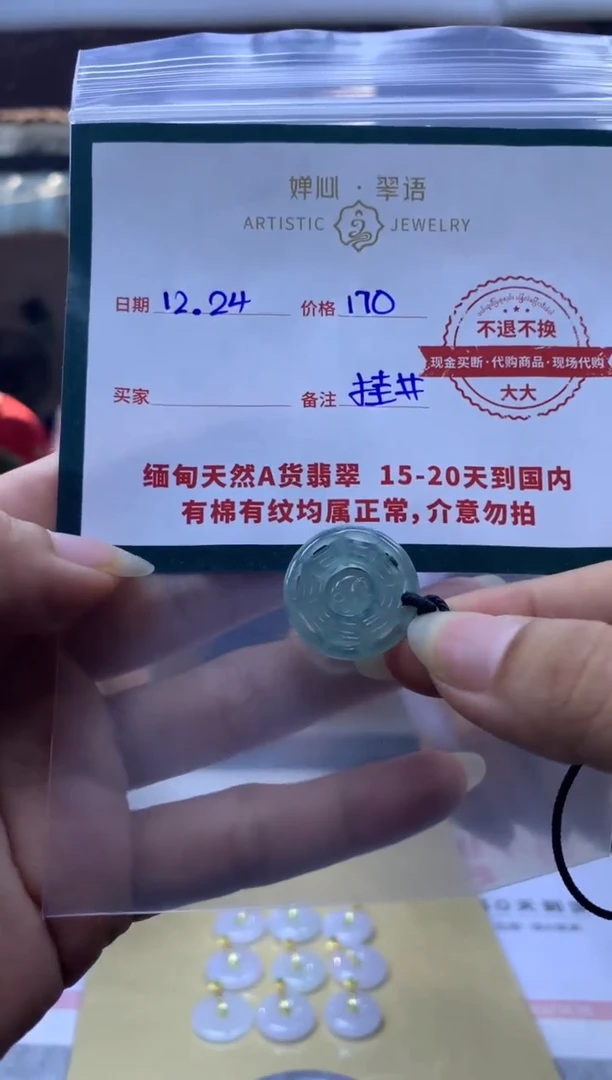 婵心·翠语
ARTISTIC JEWELRY
日期 12.24 价格 170
不退不换
现金买断·代购商品·现场代购
大大
买家 备注 挂件
缅甸天然A货翡翠 15-20天到国内
有棉有纹均属正常,介意勿拍